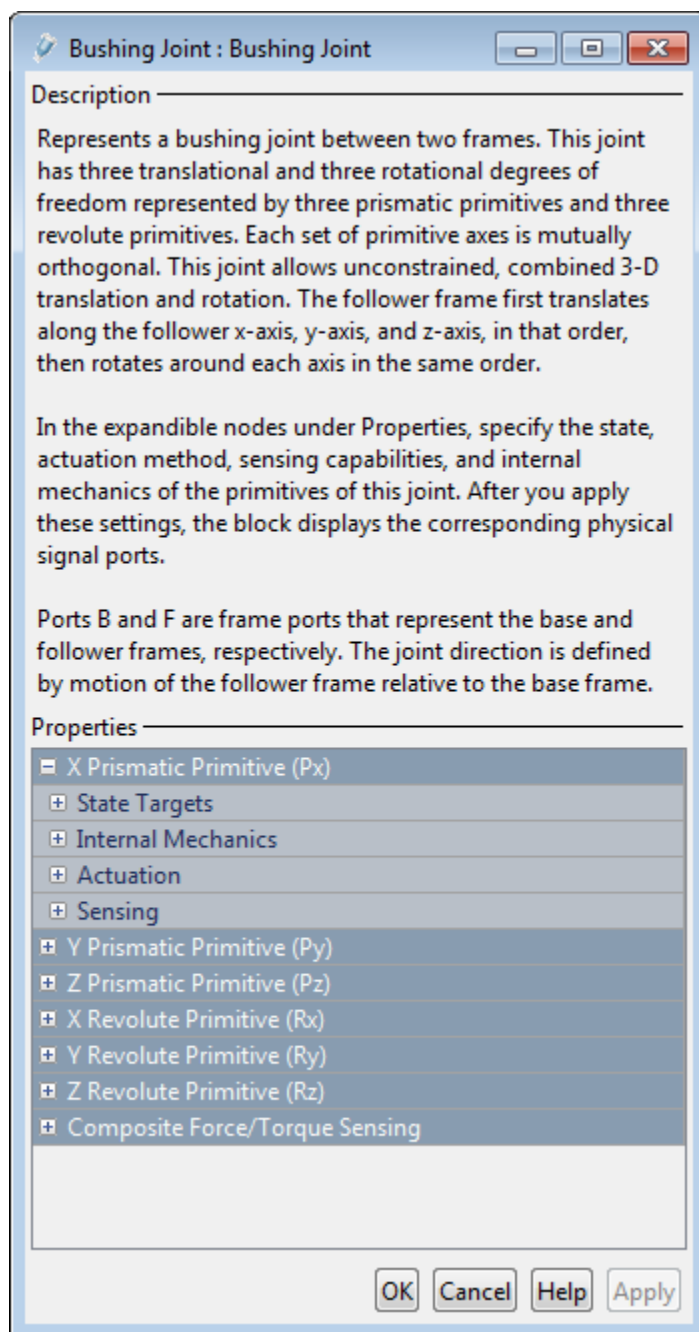 Bushing Joint : Bushing Joint
Description
Represents a bushing joint between two frames. This joint
has three translational and three rotational degrees of
freedom represented by three prismatic primitives and three
revolute primitives. Each set of primitive axes is mutually
orthogonal. This joint allows unconstrained, combined 3-D
translation and rotation. The follower frame first translates
along the follower x-axis, y-axis, and z-axis, in that order,
then rotates around each axis in the same order.
In the expandible nodes under Properties, specify the state,
actuation method, sensing capabilities, and internal
mechanics of the primitives of this joint. After you apply
these settings, the block displays the corresponding physical
signal ports.
Ports B and F are frame ports that represent the base and
follower frames, respectively. The joint direction is defined
by motion of the follower frame relative to the base frame.
Properties
X Prismatic Primitive (Px)
State Targets
Internal Mechanics
Actuation
Sensing
Y Prismatic Primitive (Py)
Z Prismatic Primitive (Pz)
X Revolute Primitive (Rx)
Y Revolute Primitive (Ry)
Z Revolute Primitive (Rz)
Composite Force/Torque Sensing
OK Cancel Help Apply